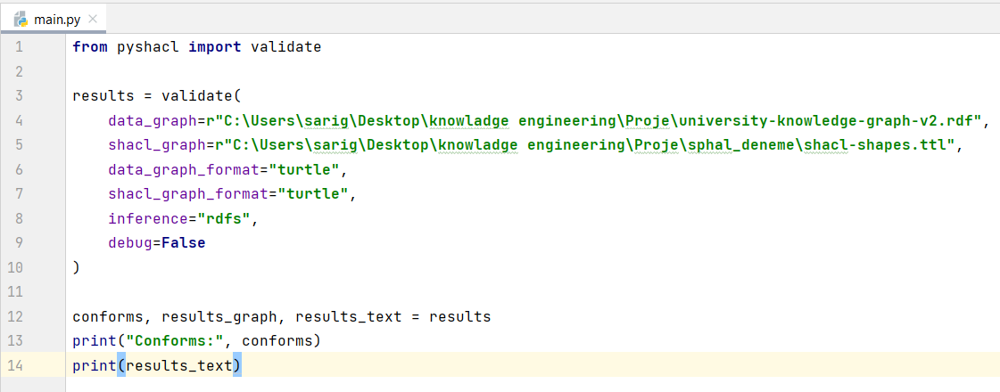 main.py
1 from pyshacl import validate
2
3 results = validate(
4     data_graph=r"C:\Users\sarig\Desktop\knowladge engineering\Proje\university-knowledge-graph-v2.rdf",
5     shacl_graph=r"C:\Users\sarig\Desktop\knowladge engineering\Proje\sphal_deneme\shacl-shapes.ttl",
6     data_graph_format="turtle",
7     shacl_graph_format="turtle",
8     inference="rdfs",
9     debug=False
10 )
11
12 conforms, results_graph, results_text = results
13 print("Conforms:", conforms)
14 print(results_text)